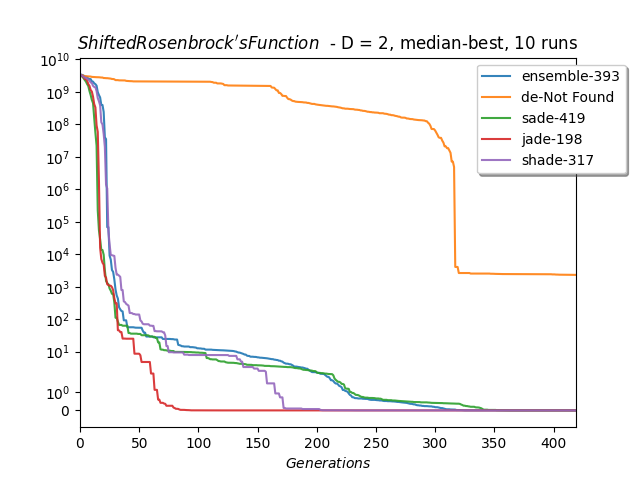 ShiftedRosenbrock'sFunction - D = 2, median-best, 10 runs
10^10
10^9
10^8
10^7
10^6
10^5
10^4
10^3
10^2
10^1
10^0
0
ensemble-393
de-Not Found
sade-419
jade-198
shade-317
0 50 100 150 200 250 300 350 400
Generations